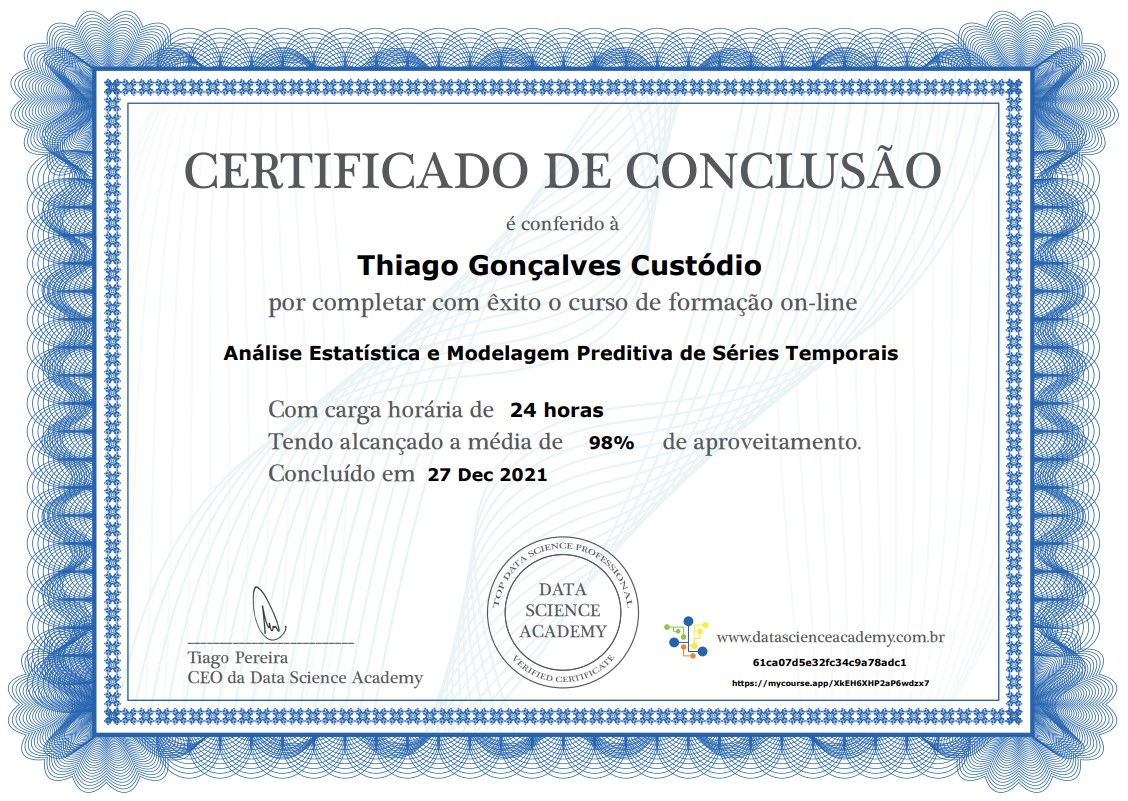 CERTIFICADO DE CONCLUSÃO
é conferido à
Thiago Gonçalves Custódio
por completar com êxito o curso de formação on-line
Análise Estatística e Modelagem Preditiva de Séries Temporais
Com carga horária de 24 horas
Tendo alcançado a média de 98% de aproveitamento.
Concluído em 27 Dec 2021
Tiago Pereira
CEO da Data Science Academy
TOP DATA SCIENCE PROFESSIONAL
DATA
SCIENCE
ACADEMY
VERIFIED CERTIFICATE
www.datascienceacademy.com.br
61ca07d5e32fc34c9a78adc1
https://mycourse.app/XkEH6XHP2aP6wdzx7